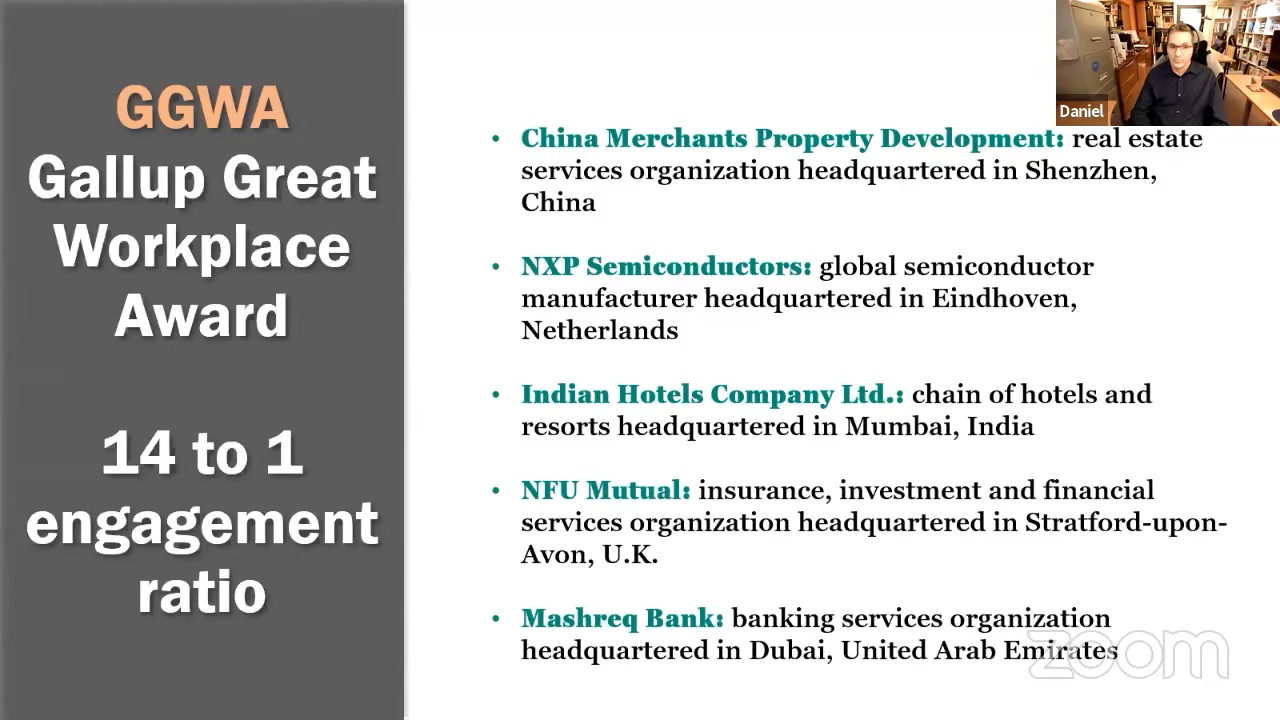 GGWA
Gallup Great
Workplace
Award
14 to 1
engagement
ratio
Daniel
• China Merchants Property Development: real estate
services organization headquartered in Shenzhen,
China
• NXP Semiconductors: global semiconductor
manufacturer headquartered in Eindhoven,
Netherlands
• Indian Hotels Company Ltd.: chain of hotels and
resorts headquartered in Mumbai, India
• NFU Mutual: insurance, investment and financial
services organization headquartered in Stratford-upon-
Avon, U.K.
• Mashreq Bank: banking services organization
headquartered in Dubai, United Arab Emirates
zoom